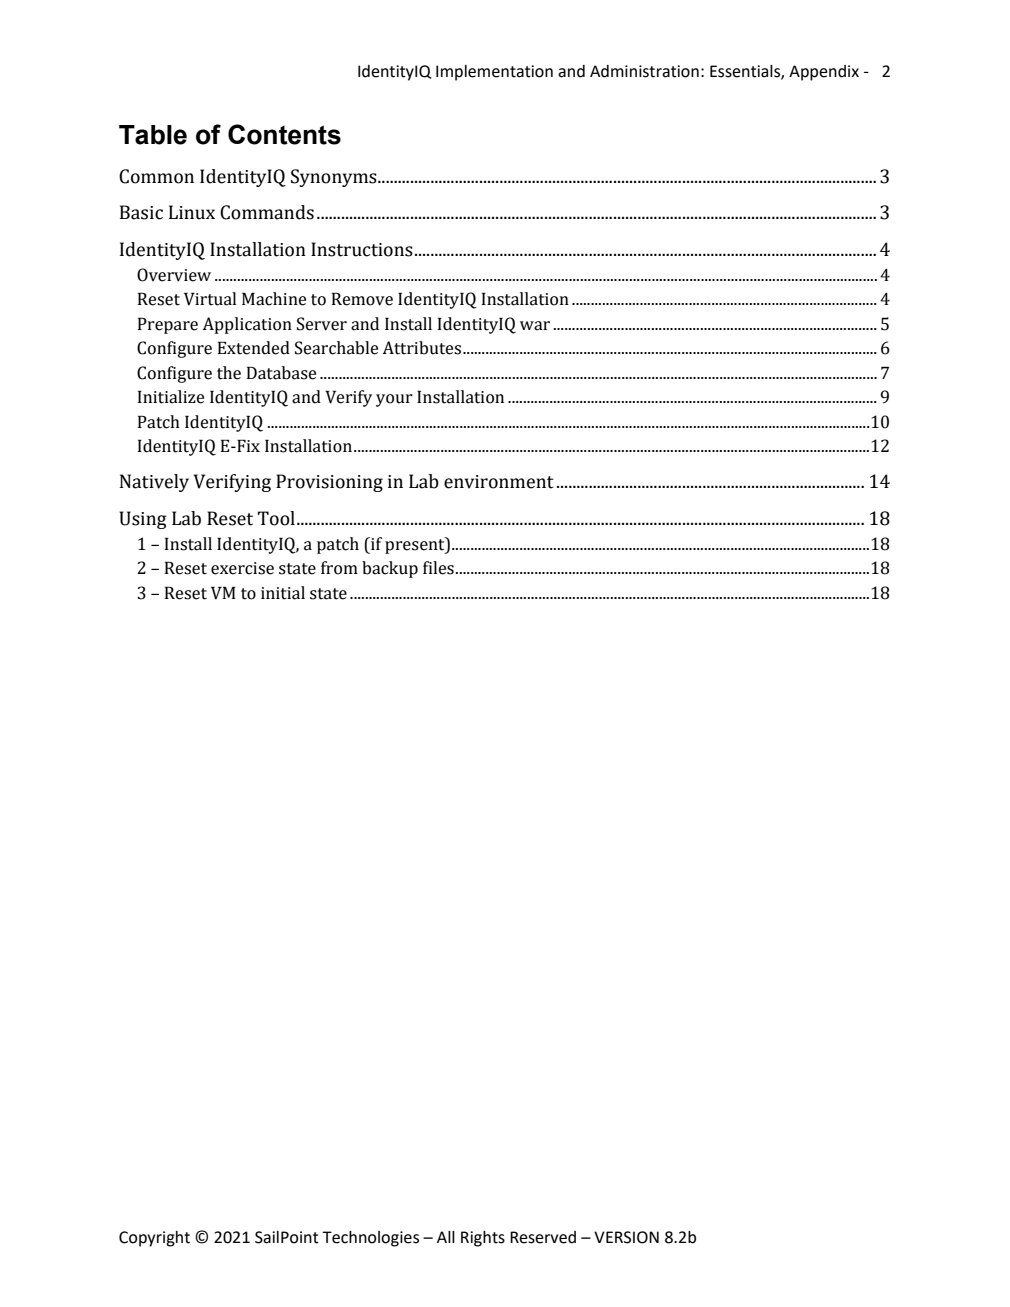 IdentityIQ Implementation and Administration: Essentials, Appendix - 2
Table of Contents
Common IdentityIQ Synonyms....................................................................................................3
Basic Linux Commands....................................................................................................3
IdentityIQ Installation Instructions....................................................................................................4
Overview....................................................................................................4
Reset Virtual Machine to Remove IdentityIQ Installation....................................................................................................4
Prepare Application Server and Install IdentityIQ war....................................................................................................5
Configure Extended Searchable Attributes....................................................................................................6
Configure the Database....................................................................................................7
Initialize IdentityIQ and Verify your Installation....................................................................................................9
Patch IdentityIQ....................................................................................................10
IdentityIQ E-Fix Installation....................................................................................................12
Natively Verifying Provisioning in Lab environment....................................................................................................14
Using Lab Reset Tool....................................................................................................18
1 – Install IdentityIQ, a patch (if present)....................................................................................................18
2 – Reset exercise state from backup files....................................................................................................18
3 – Reset VM to initial state....................................................................................................18
Copyright © 2021 SailPoint Technologies – All Rights Reserved – VERSION 8.2b